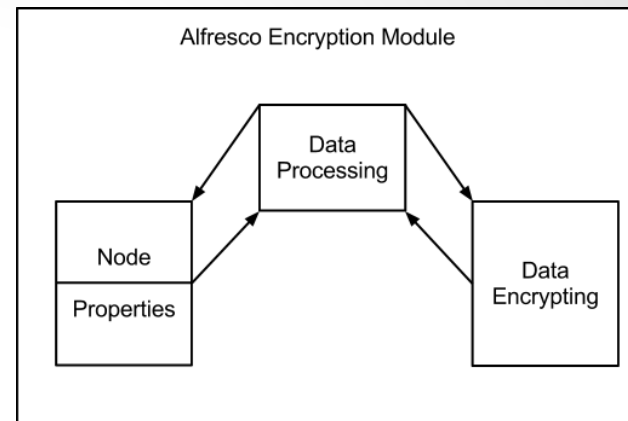 Alfresco Encryption Module
Data
Processing
Node
Properties
Data
Encrypting